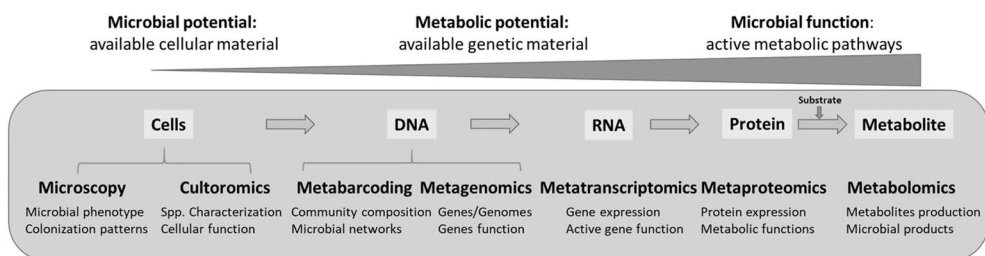 Microbial potential:
available cellular material
Metabolic potential:
available genetic material
Microbial function:
active metabolic pathways
Cells
DNA
RNA
Protein
Substrate
Metabolite
Microscopy
Microbial phenotype
Colonization patterns
Cultoromics
Spp. Characterization
Cellular function
Metabarcoding
Community composition
Microbial networks
Metagenomics
Genes/Genomes
Genes function
Metatranscriptomics
Gene expression
Active gene function
Metaproteomics
Protein expression
Metabolic functions
Metabolomics
Metabolites production
Microbial products